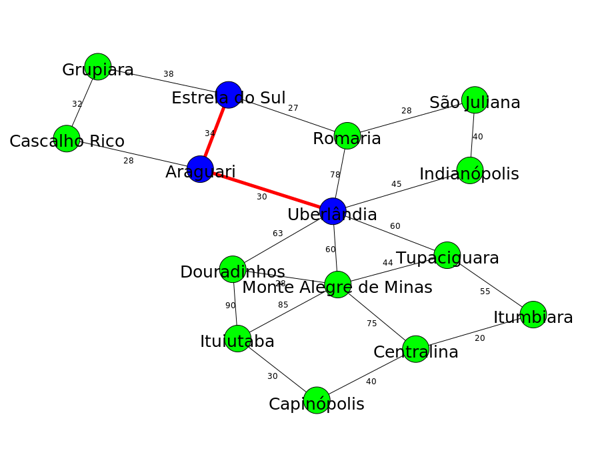 Grupiara
38
Estrela do Sul
32
27
28
São Juliana
Cascalho Rico
34
Romaria
40
28
Araguari
78
Indianópolis
30
45
Uberlândia
63
60
60
Douradinhos
28
44
Tupaciguara
Monte Alegre de Minas
90
85
55
75
Itumbiara
Ituiutaba
20
Centralina
30
40
Capinópolis